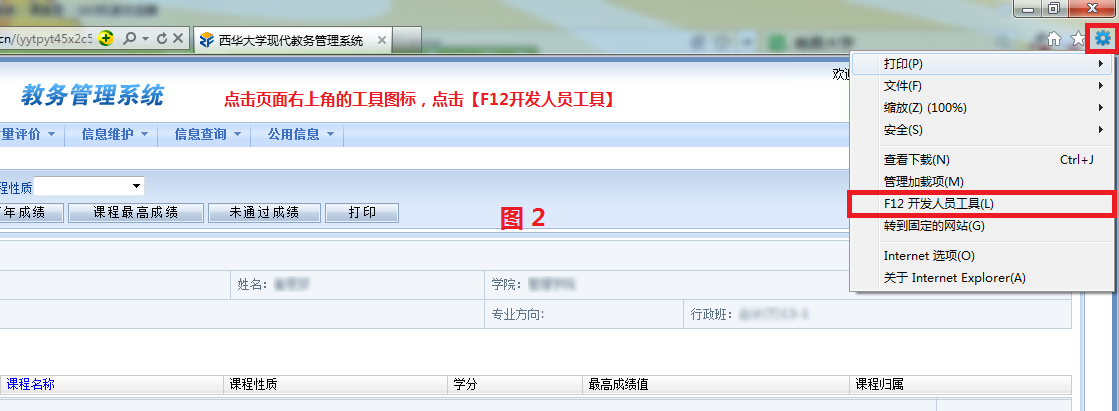 cn/(yytpyt45x2c5
西华大学现代教务管理系统
欢迎
打印(P)
教务管理系统
点击页面右上角的工具图标，点击【F12开发人员工具】
文件(F)
缩放(Z) (100%)
安全(S)
量评价
信息维护
信息查询
公用信息
查看下载(N)
Ctrl+J
管理加载项(M)
程性质
F12 开发人员工具(L)
年成绩
课程最高成绩
未通过成绩
打印
图 2
转到固定的网站(G)
Internet 选项(O)
关于 Internet Explorer(A)
姓名：
学院：
专业方向：
行政班：
课程名称
课程性质
学分
最高成绩值
课程归属